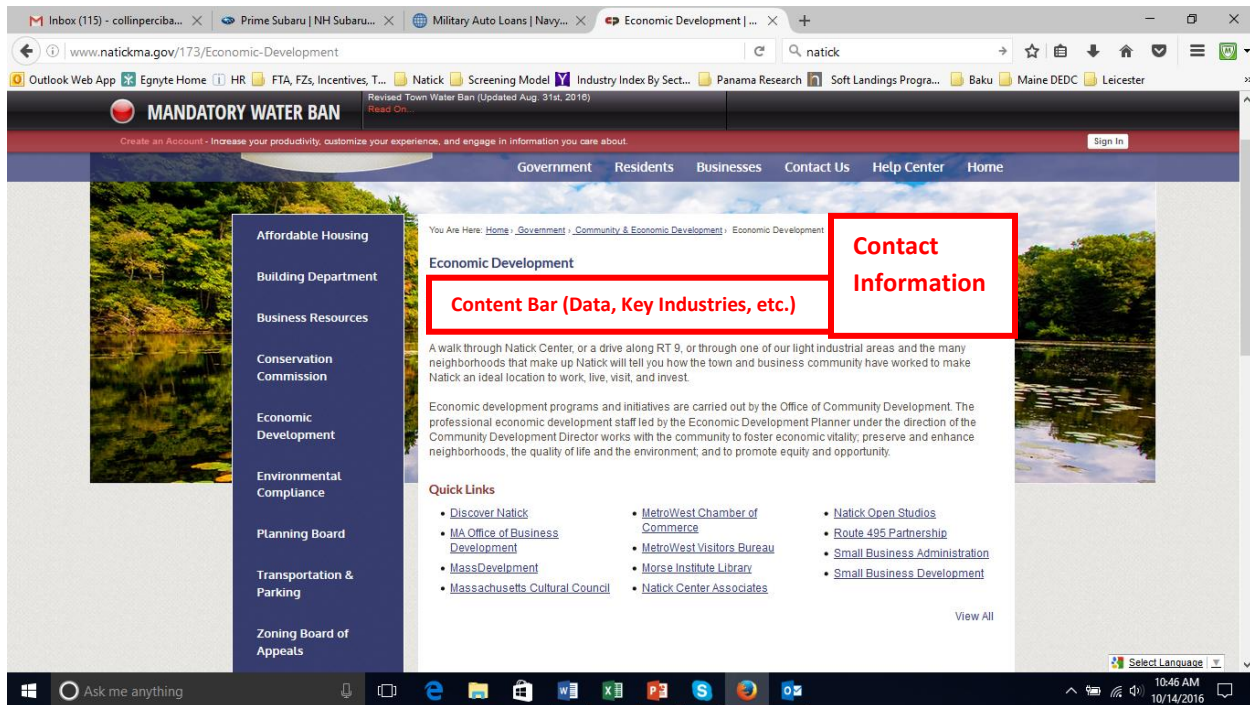 Inbox (115) - collinperciba...
Prime Subaru | NH Subaru...
Military Auto Loans | Navy...
Economic Development | ...
www.natickma.gov/173/Economic-Development
natick
Outlook Web App
Egnyte Home
HR
FTA, FZs, Incentives, T...
Natick
Screening Model
Industry Index By Sect...
Panama Research
Soft Landings Progra...
Baku
Maine DEDC
Leicester
MANDATORY WATER BAN
Revised Town Water Ban (Updated Aug. 31st, 2016)
Read On...
Create an Account - Increase your productivity, customize your experience, and engage in information you care about.
Sign In
Government
Residents
Businesses
Contact Us
Help Center
Home
Affordable Housing
Building Department
Business Resources
Conservation
Commission
Economic
Development
Environmental
Compliance
Planning Board
Transportation &
Parking
Zoning Board of
Appeals
You Are Here: Home › Government › Community & Economic Development › Economic Development
Economic Development
Contact
Information
Content Bar (Data, Key Industries, etc.)
A walk through Natick Center, or a drive along RT 9, or through one of our light industrial areas and the many
neighborhoods that make up Natick will tell you how the town and business community have worked to make
Natick an ideal location to work, live, visit, and invest.
Economic development programs and initiatives are carried out by the Office of Community Development. The
professional economic development staff led by the Economic Development Planner under the direction of the
Community Development Director works with the community to foster economic vitality; preserve and enhance
neighborhoods, the quality of life and the environment; and to promote equity and opportunity.
Quick Links
• Discover Natick
• MA Office of Business
Development
• MassDevelpment
• Massachusetts Cultural Council
• MetroWest Chamber of
Commerce
• MetroWest Visitors Bureau
• Morse Institute Library
• Natick Center Associates
• Natick Open Studios
• Route 495 Partnership
• Small Business Administration
• Small Business Development
View All
Select Language
Ask me anything
10:46 AM
10/14/2016